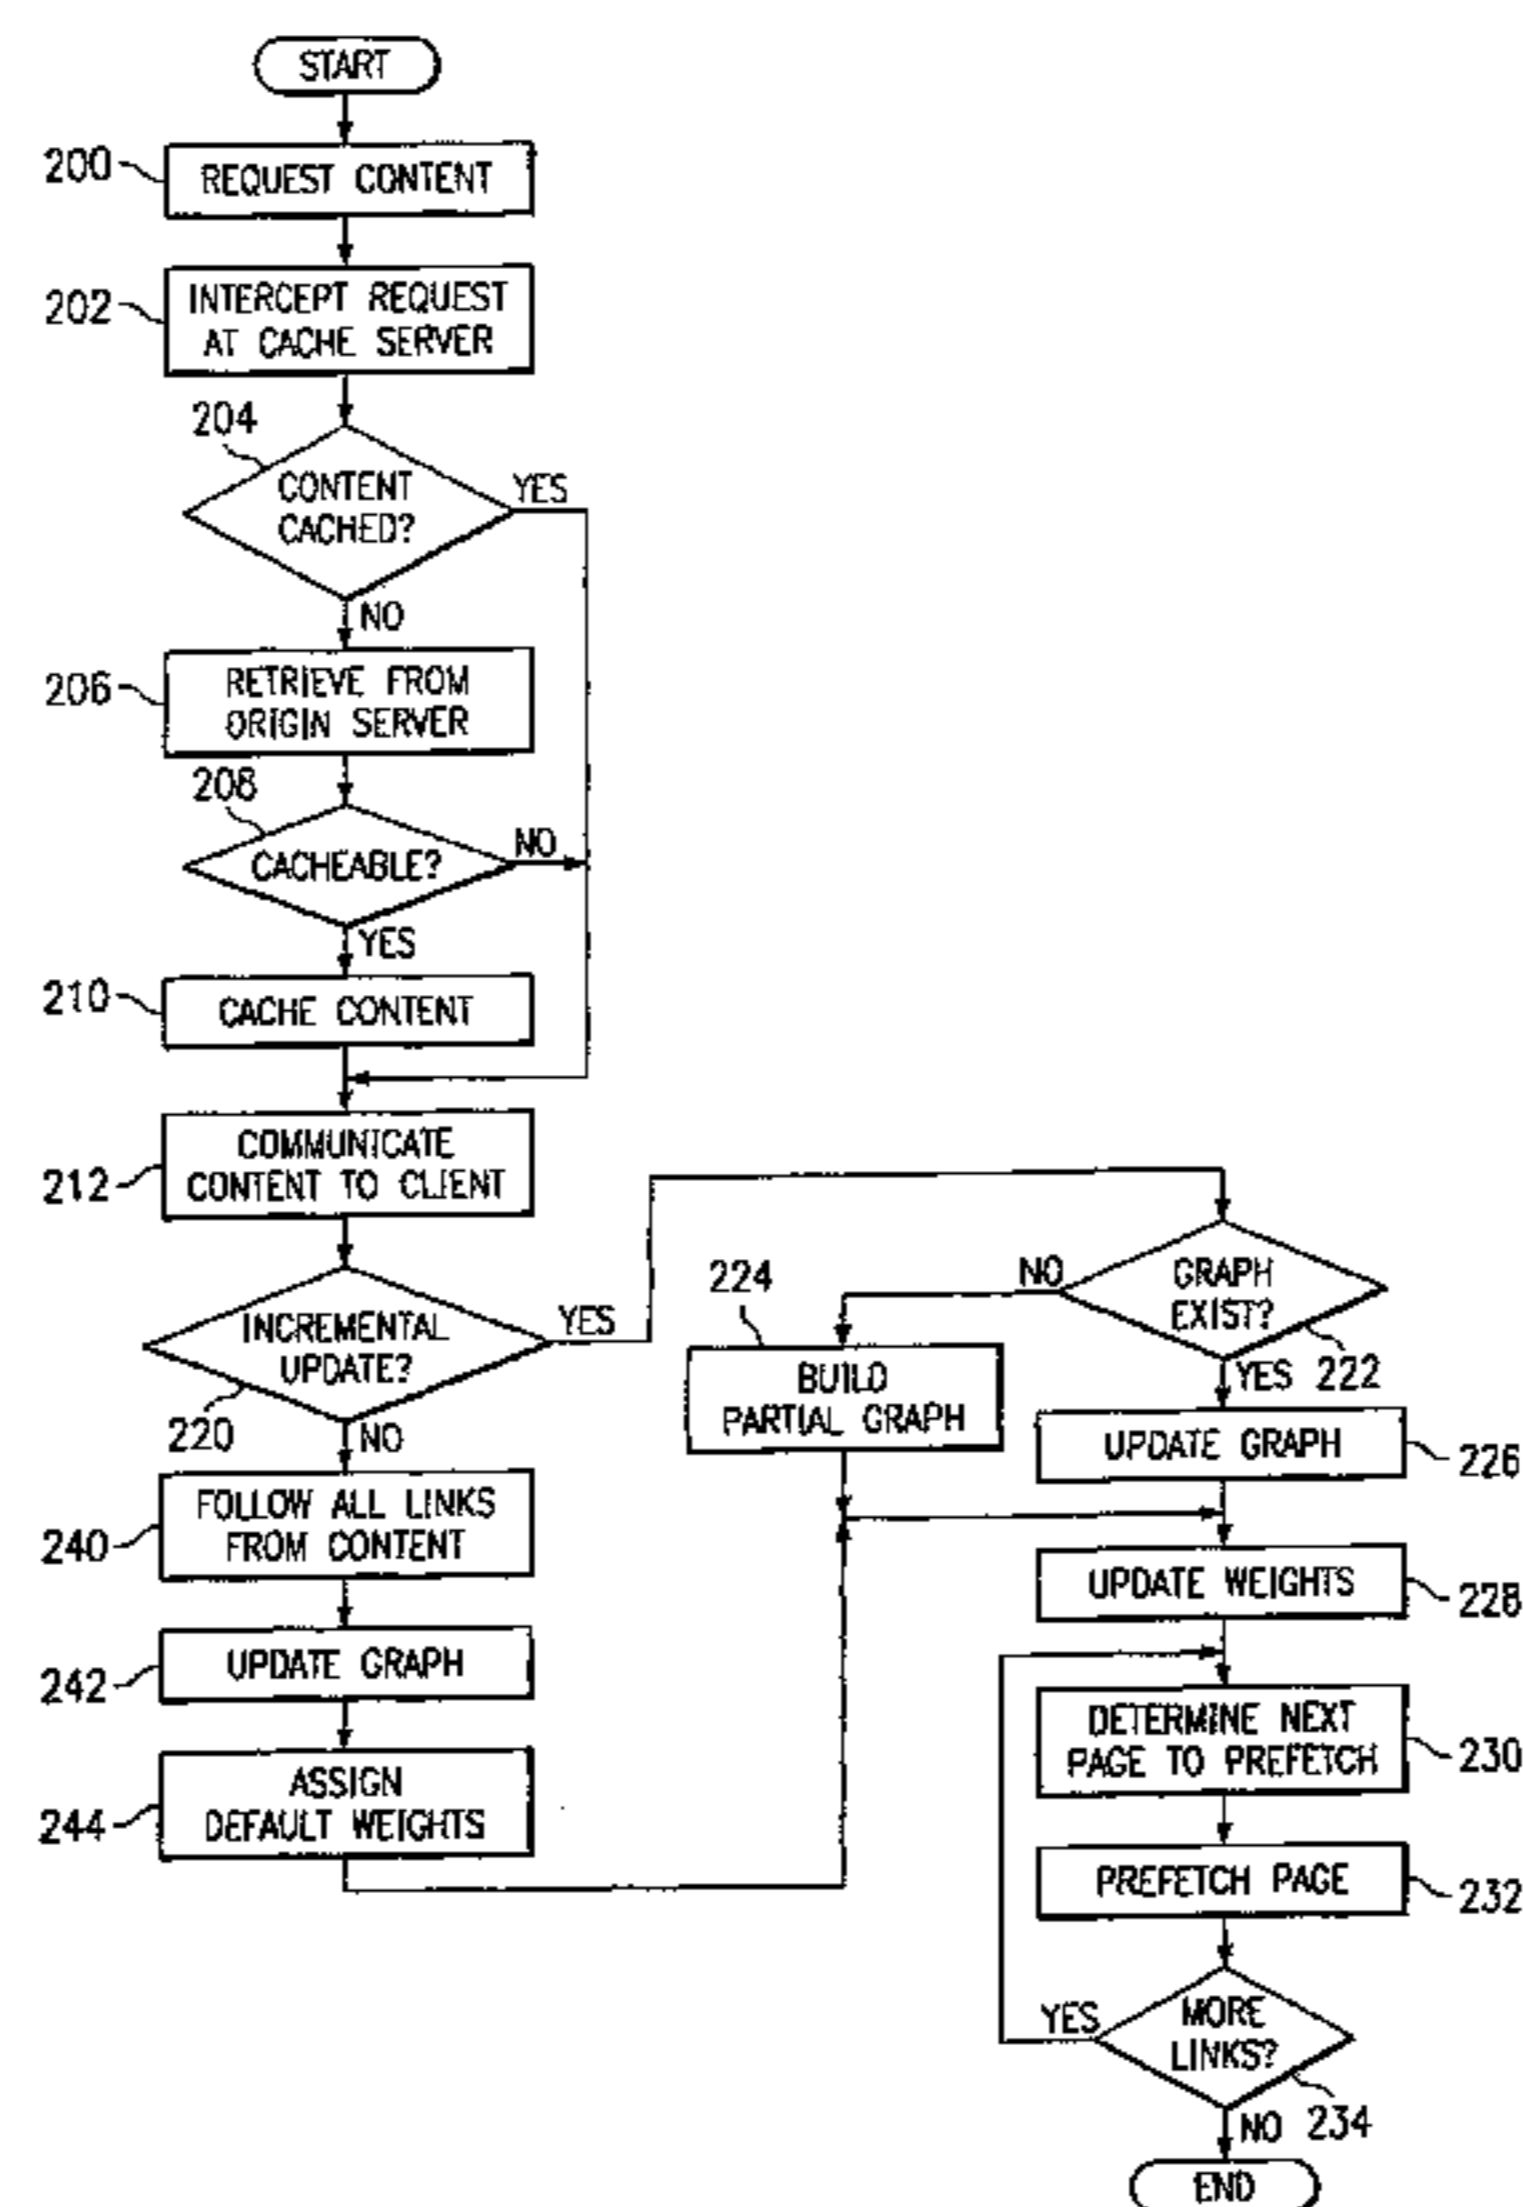 START
200
REQUEST CONTENT
202
INTERCEPT REQUEST
AT CACHE SERVER
204
CONTENT
CACHED?
YES
NO
206
RETRIEVE FROM
ORIGIN SERVER
208
CACHEABLE?
NO
YES
210
CACHE CONTENT
212
COMMUNICATE
CONTENT TO CLIENT
INCREMENTAL
UPDATE?
YES
220
NO
240
FOLLOW ALL LINKS
FROM CONTENT
242
UPDATE GRAPH
244
ASSIGN
DEFAULT WEIGHTS
GRAPH
EXIST?
NO
222
YES
224
BUILD
PARTIAL GRAPH
UPDATE GRAPH
226
UPDATE WEIGHTS
228
DETERMINE NEXT
PAGE TO PREFETCH
230
PREFETCH PAGE
232
MORE
LINKS?
YES
234
NO
END